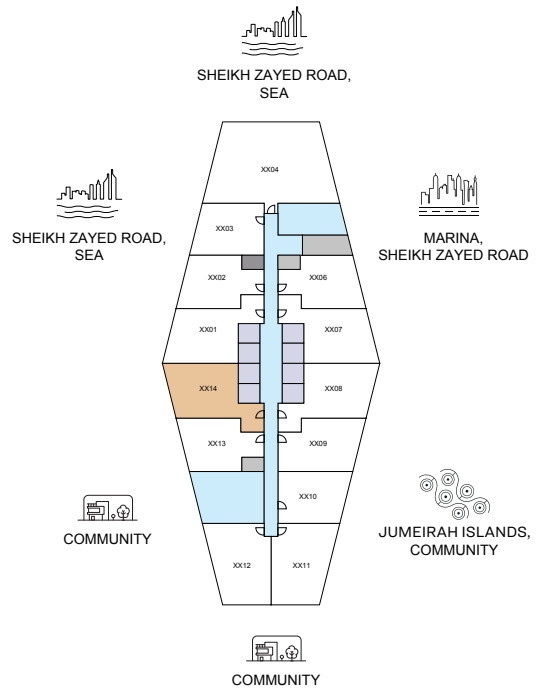 SHEIKH ZAYED ROAD,
SEA
XX04
SHEIKH ZAYED ROAD,
SEA
XX03
MARINA,
SHEIKH ZAYED ROAD
XX02
XX06
XX01
XX07
XX14
XX08
XX13
XX09
XX10
COMMUNITY
JUMEIRAH ISLANDS,
COMMUNITY
XX12
XX11
COMMUNITY